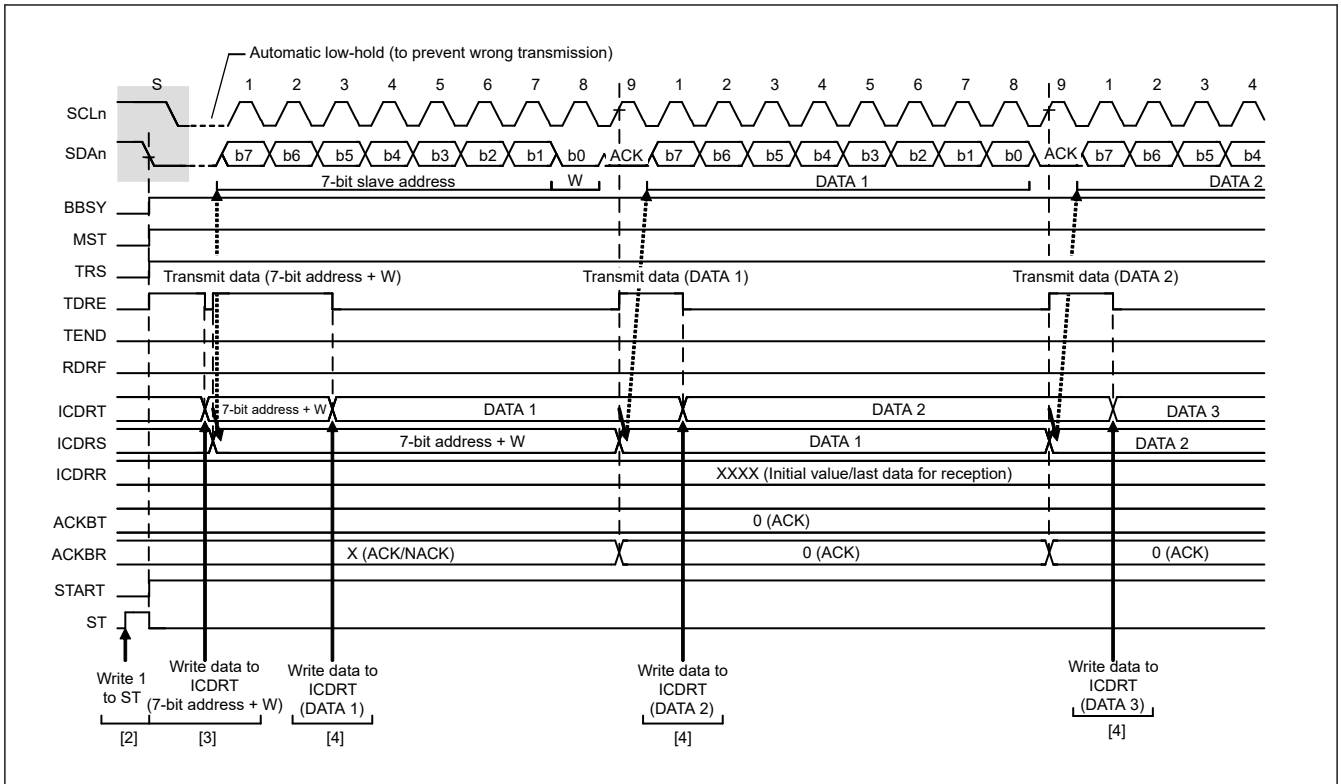 Automatic low-hold (to prevent wrong transmission)
S 1 2 3 4 5 6 7 8 9 1 2 3 4 5 6 7 8 9 1 2 3 4
SCLn
SDAn b7 b6 b5 b4 b3 b2 b1 b0 ACK b7 b6 b5 b4 b3 b2 b1 b0 ACK b7 b6 b5 b4
7-bit slave address W DATA 1 DATA 2
BBSY
MST
TRS
Transmit data (7-bit address + W) Transmit data (DATA 1) Transmit data (DATA 2)
TDRE
TEND
RDRF
ICDRT 7-bit address + W DATA 1 DATA 2 DATA 3
ICDRS 7-bit address + W DATA 1 DATA 2
ICDRR XXXX (Initial value/last data for reception)
ACKBT 0 (ACK)
ACKBR X (ACK/NACK) 0 (ACK) 0 (ACK)
START
ST
Write 1
to ST
[2]
Write data to
ICDRT
(7-bit address + W)
[3]
Write data to
ICDRT
(DATA 1)
[4]
Write data to
ICDRT
(DATA 2)
[4]
Write data to
ICDRT
(DATA 3)
[4]